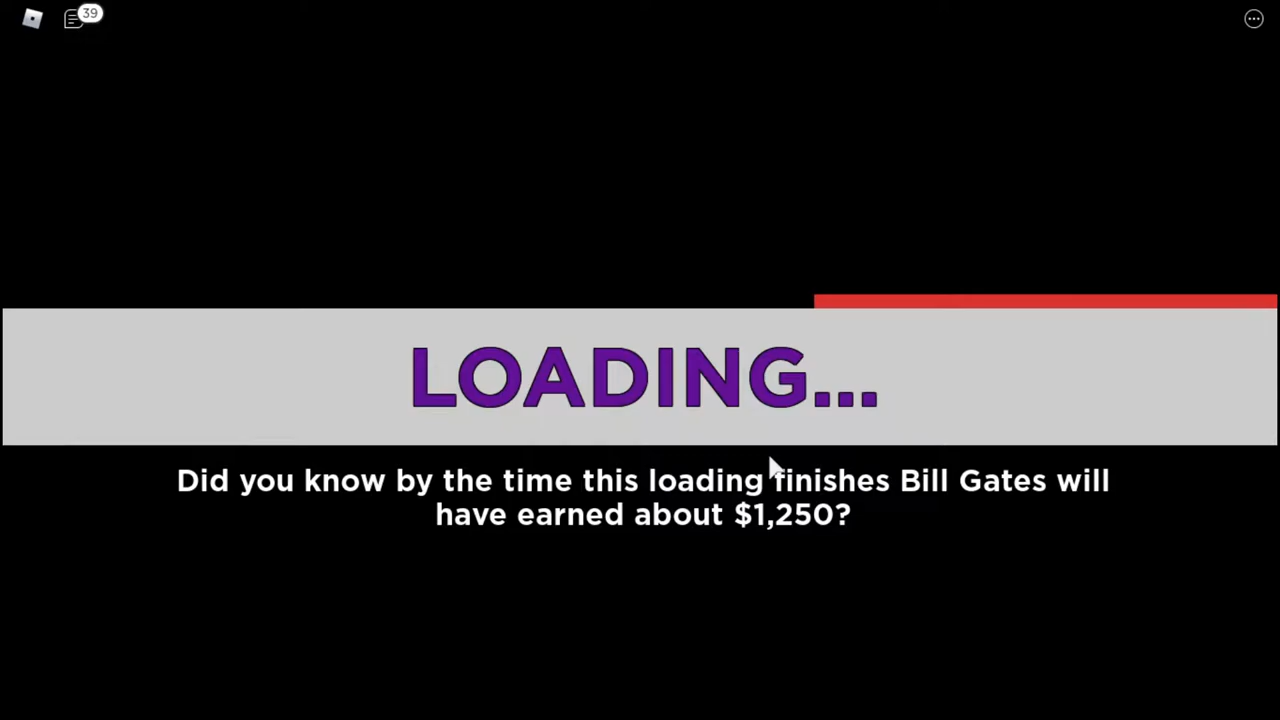 39
LOADING...
Did you know by the time this loading finishes Bill Gates will
have earned about $1,250?